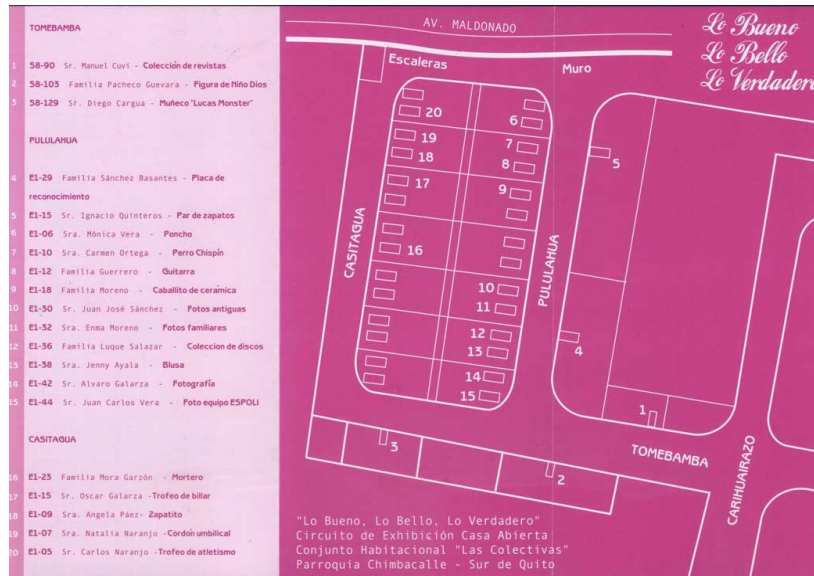 TOMEBAMBA
1 58-90 Sr. Manuel Cuvi - Colección de revistas
2 58-103 Familia Pacheco Guevara - Figura de Niño Dios
3 58-129 Sr. Diego Cargua - Muñeco "Lucas Monster"
PULULAHUA
4 E1-29 Familia Sánchez Basantes - Placa de
reconocimiento
5 E1-15 Sr. Ignacio Quinteros - Par de zapatos
6 E1-06 Sra. Mónica Vera - Poncho
7 E1-10 Sra. Carmen Ortega - Perro Chispín
8 E1-12 Familia Guerrero - Guitarra
9 E1-18 Familia Moreno - Caballito de cerámica
10 E1-30 Sr. Juan José Sánchez - Fotos antiguas
11 E1-32 Sra. Enma Moreno - Fotos familiares
12 E1-36 Familia Luque Salazar - Coleccion de discos
13 E1-38 Sra. Jenny Ayala - Blusa
14 E1-42 Sr. Alvaro Galarza - Fotografía
15 E1-44 Sr. Juan Carlos Vera - Foto equipo ESPOLI
CASITAGUA
16 E1-23 Familia Mora Garzón - Mortero
17 E1-15 Sr. Oscar Galarza -Trofeo de billar
18 E1-09 Sra. Angela Páez- Zapatito
19 E1-07 Sra. Natalia Naranjo -Cordón umbilical
20 E1-05 Sr. Carlos Naranjo -Trofeo de atletismo
AV. MALDONADO
Lo Bueno
Lo Bello
Lo Verdadero
Escaleras
Muro
20
6
19
7
5
18
8
17
9
CASITAGUA
PULULAHUA
16
10
11
12
4
13
14
15
1
3
TOMEBAMBA
2
CARIHUAIRAZO
"Lo Bueno, Lo Bello, Lo Verdadero"
Circuito de Exhibición Casa Abierta
Conjunto Habitacional "Las Colectivas"
Parroquia Chimbacalle - Sur de Quito